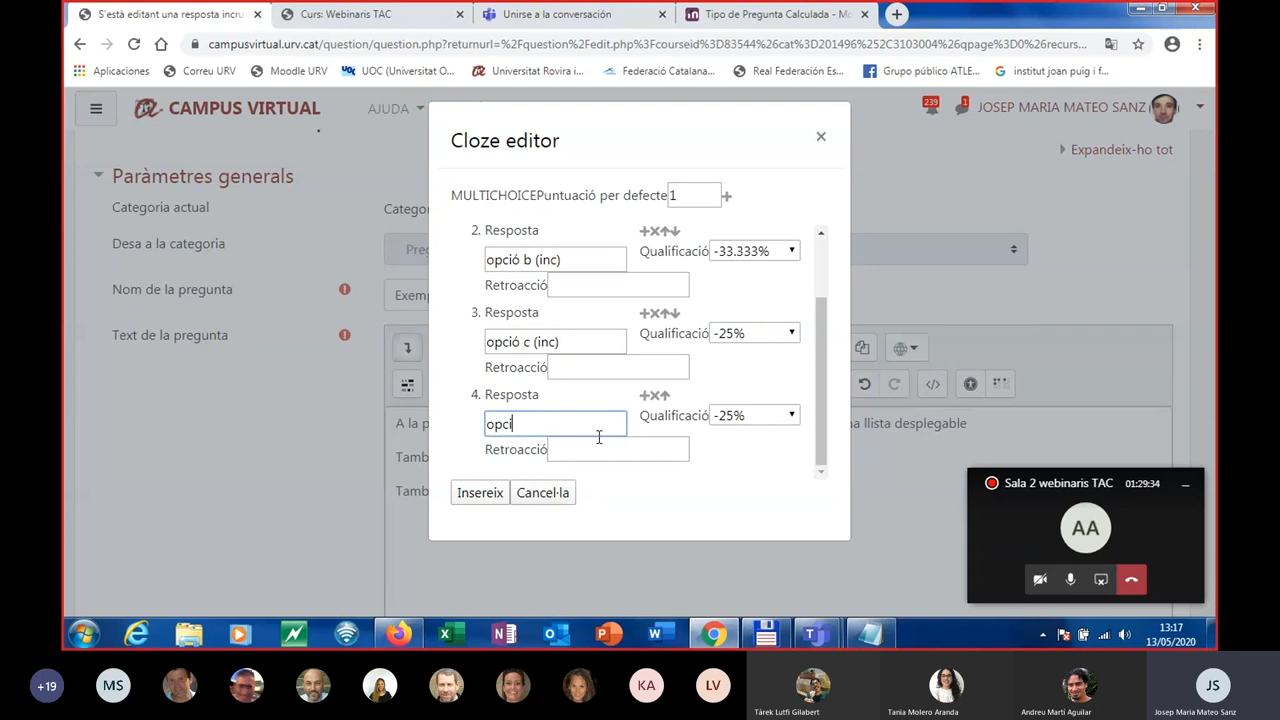 S'està editant una resposta incru
Curs: Webinaris TAC
Unirse a la conversación
Tipo de Pregunta Calculada - Mo
campusvirtual.urv.cat/question/question.php?returnurl=%2Fquestion%2Fedit.php%3Fcourseid%3D83544%26cat%3D201496%252C3103004%26qpage%3D0%26recurs...
Aplicaciones
Correu URV
Moodle URV
UOC (Universitat O...
Universitat Rovira i...
Federació Catalana...
Real Federación Es...
Grupo público ATLE...
institut joan puig i f...
CAMPUS VIRTUAL
AJUDA
239
1
JOSEP MARIA MATEO SANZ
Expandeix-ho tot
Paràmetres generals
Categoria actual
Catego
Desa a la categoria
Preg
Nom de la pregunta
Exemp
Text de la pregunta
A la p
na llista desplegable
Tamb
Tamb
Cloze editor
MULTICHOICEPuntuació per defecte 1
2. Resposta
opció b (inc)
Qualificació -33.333%
Retroacció
3. Resposta
opció c (inc)
Qualificació -25%
Retroacció
4. Resposta
opci
Qualificació -25%
Retroacció
Insereix
Cancel·la
Sala 2 webinaris TAC
01:29:34
AA
13:17
13/05/2020
+19
MS
KA
LV
Tàrek Lutfi Gilabert
Tania Molero Aranda
Andreu Martí Aguilar
JS
Josep Maria Mateo Sanz